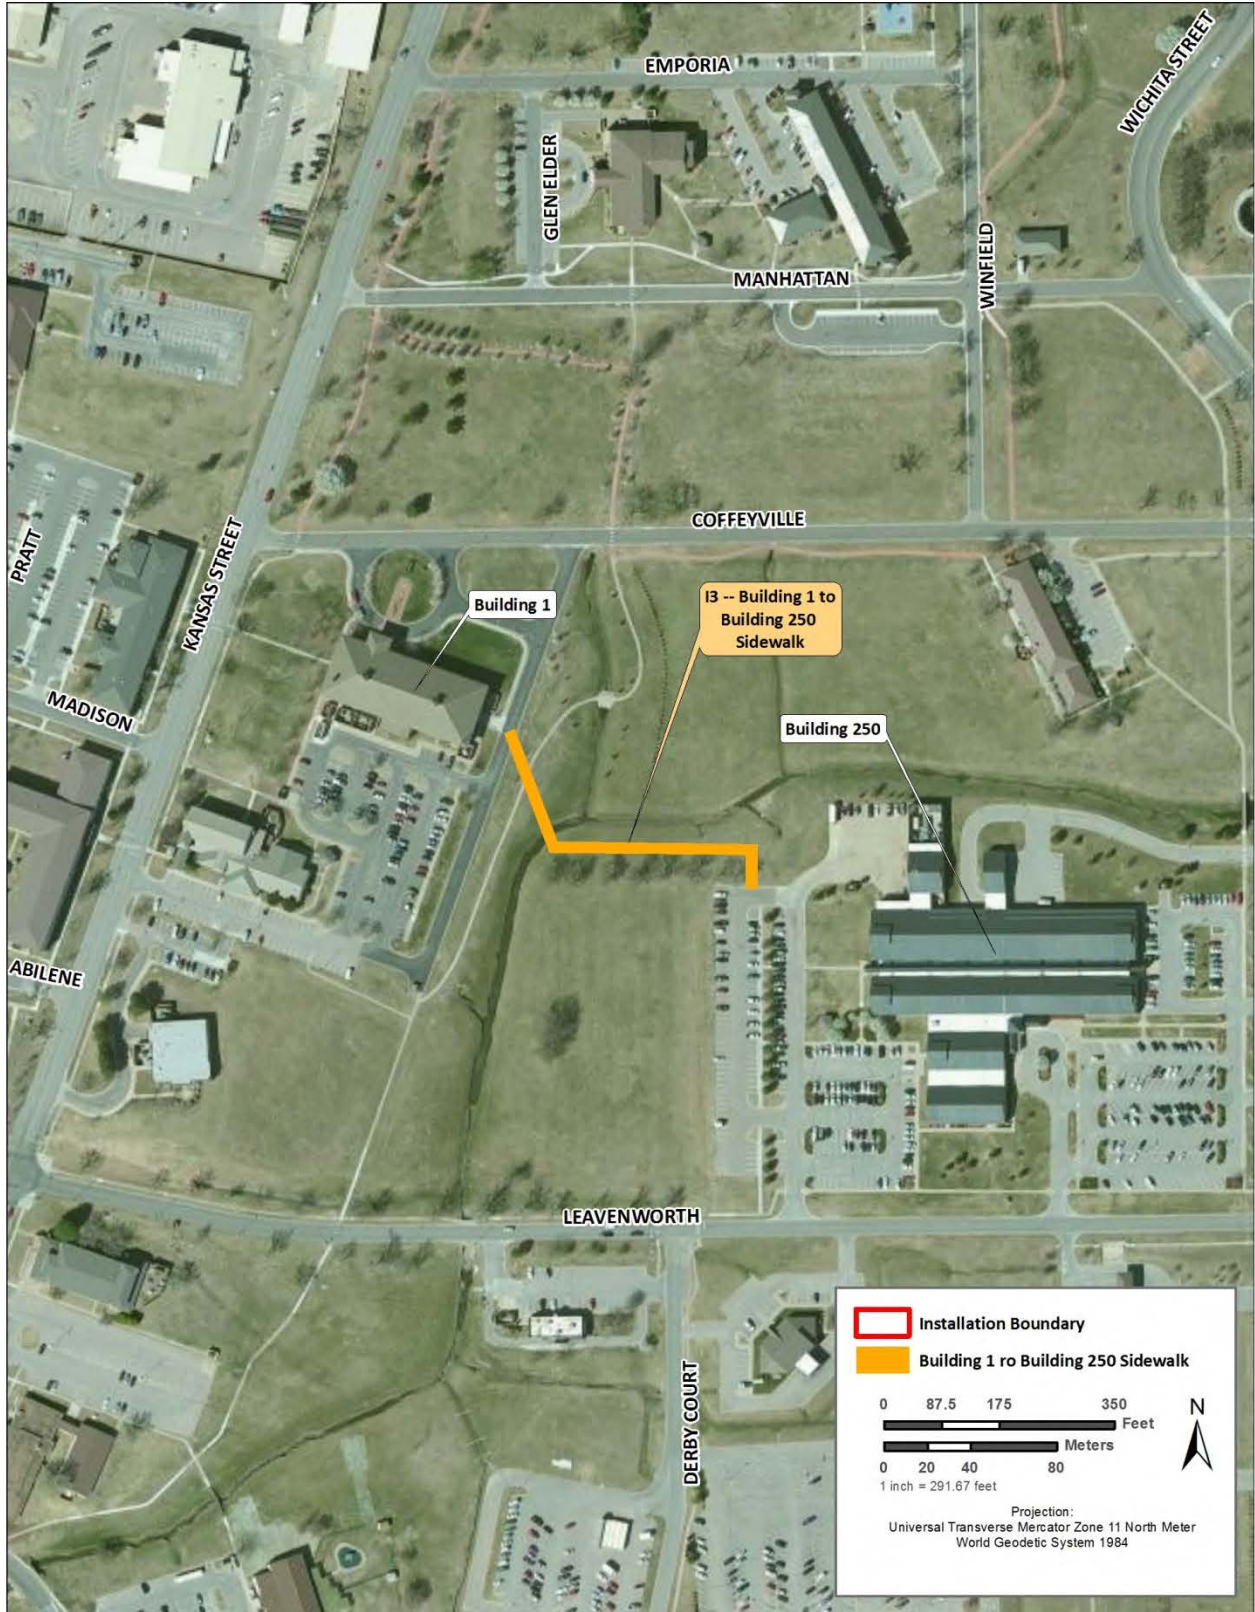 EMPORIA
WICHITA STREET
GLEN ELDER
MANHATTAN
WINFIELD
COFFEYVILLE
PRATT
KANSAS STREET
Building 1
I3 -- Building 1 to
Building 250
Sidewalk
MADISON
Building 250
ABILENE
LEAVENWORTH
DERBY COURT
Installation Boundary
Building 1 ro Building 250 Sidewalk
0 87.5 175 350
Feet
Meters
0 20 40 80
1 inch = 291.67 feet
N
Projection:
Universal Transverse Mercator Zone 11 North Meter
World Geodetic System 1984